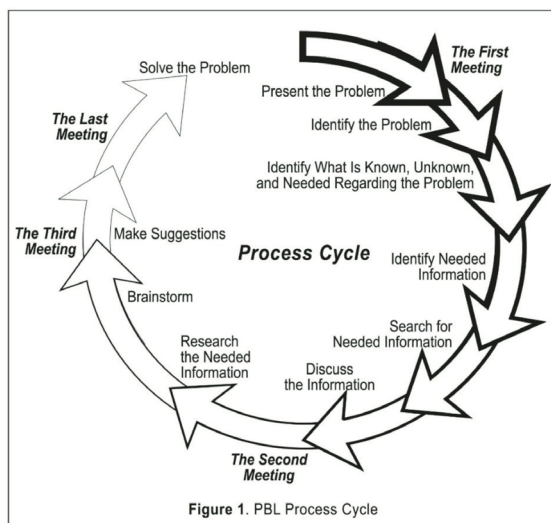 The First
Meeting
Present the Problem
Identify the Problem
Identify What Is Known, Unknown,
and Needed Regarding the Problem
Identify Needed
Information
Search for
Needed Information
Discuss
the Information
The Second
Meeting
Research
the Needed
Information
Brainstorm
The Third
Meeting
Make Suggestions
The Last
Meeting
Solve the Problem
Process Cycle
Figure 1. PBL Process Cycle